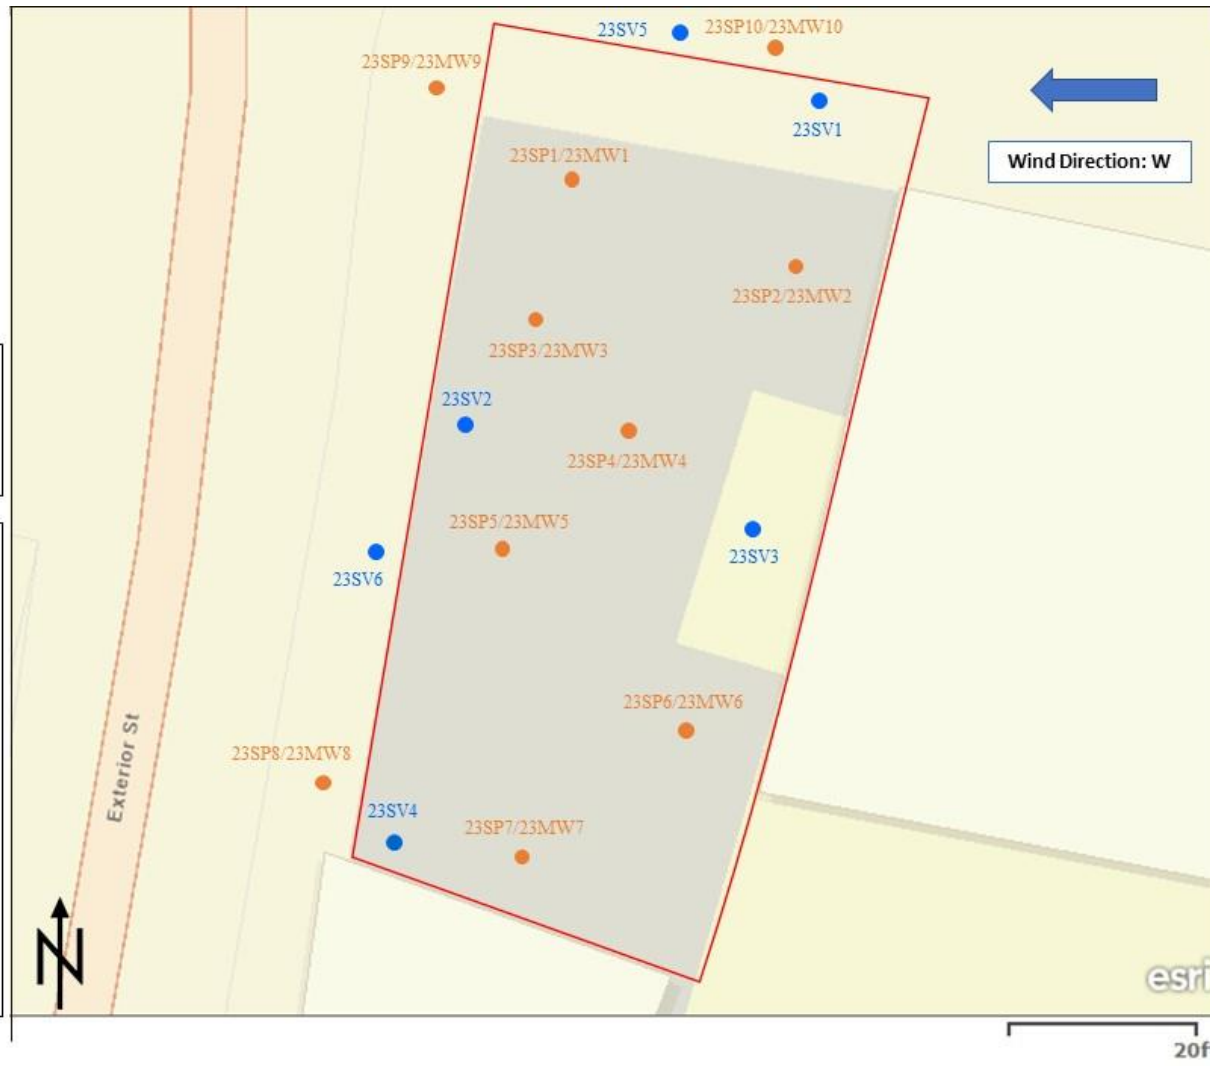 23SV5
23SP10/23MW10
23SP9/23MW9
23SV1
23SP1/23MW1
Wind Direction: W
23SP2/23MW2
23SP3/23MW3
23SV2
23SP4/23MW4
23SP5/23MW5
23SV3
23SV6
23SP6/23MW6
Exterior St
23SP8/23MW8
23SV4
23SP7/23MW7
N
esri
20f